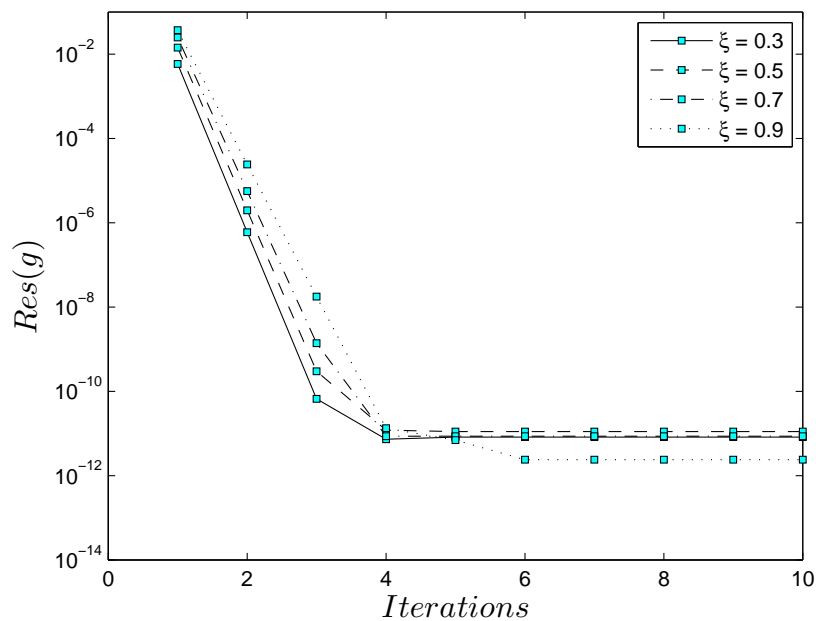 10^{-2}
10^{-4}
10^{-6}
10^{-8}
10^{-10}
10^{-12}
10^{-14}
Res(g)
0 2 4 6 8 10
Iterations
ξ = 0.3
ξ = 0.5
ξ = 0.7
ξ = 0.9